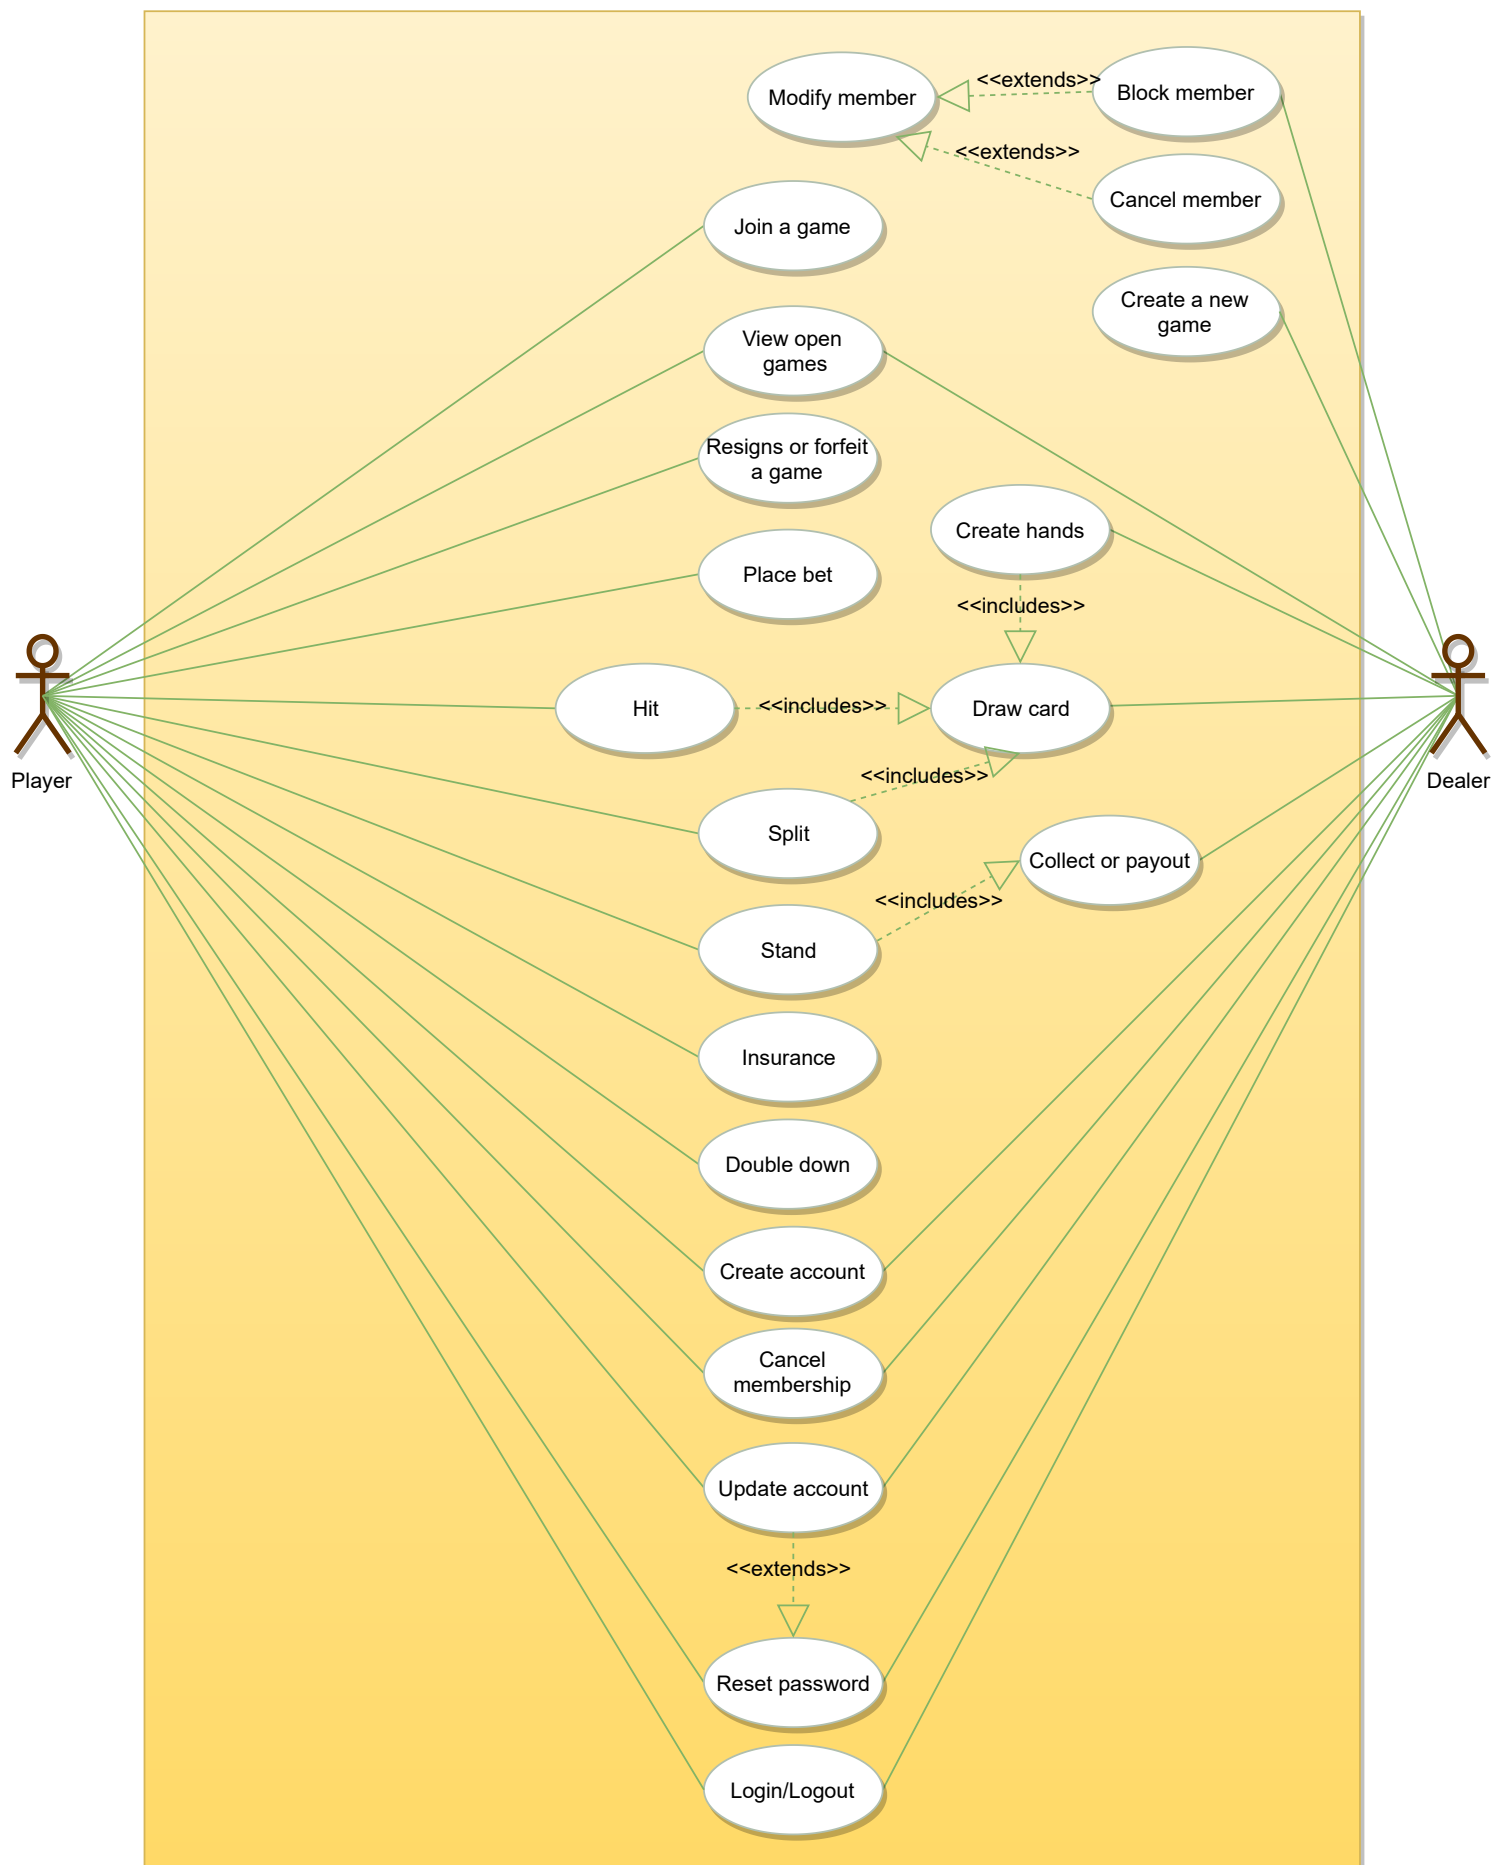 <<extends>>
Modify member
Block member
<<extends>>
Cancel member
Join a game
Create a new
game
View open
games
Resigns or forfeit
a game
Create hands
Place bet
<<includes>>
Hit
<<includes>>
Draw card
Player
Dealer
<<includes>>
Split
Collect or payout
<<includes>>
Stand
Insurance
Double down
Create account
Cancel
membership
Update account
<<extends>>
Reset password
Login/Logout